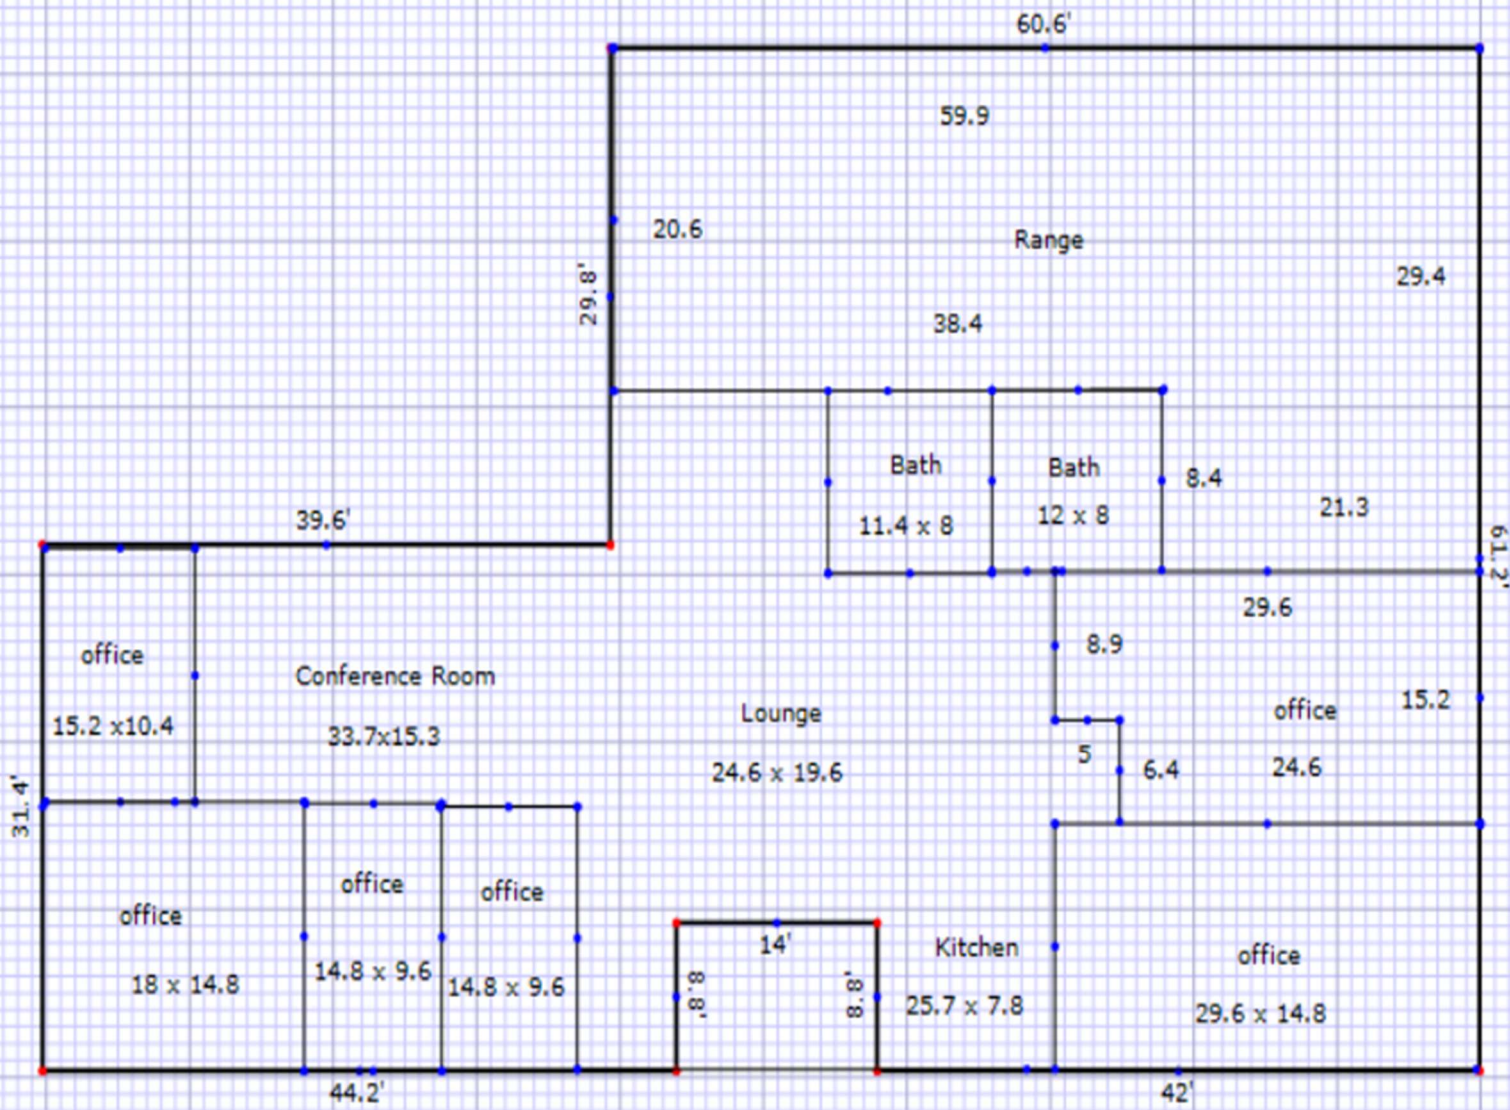 60.6'
59.9
20.6
Range
29.8'
29.4
38.4
Bath
Bath
8.4
11.4 x 8
12 x 8
21.3
39.6'
61.2'
29.6
office
8.9
Conference Room
15.2 x10.4
33.7x15.3
Lounge
office
15.2
24.6 x 19.6
5
6.4
24.6
31.4'
office
office
office
14'
Kitchen
office
18 x 14.8
14.8 x 9.6
14.8 x 9.6
8.8'
8.8'
25.7 x 7.8
29.6 x 14.8
44.2'
42'